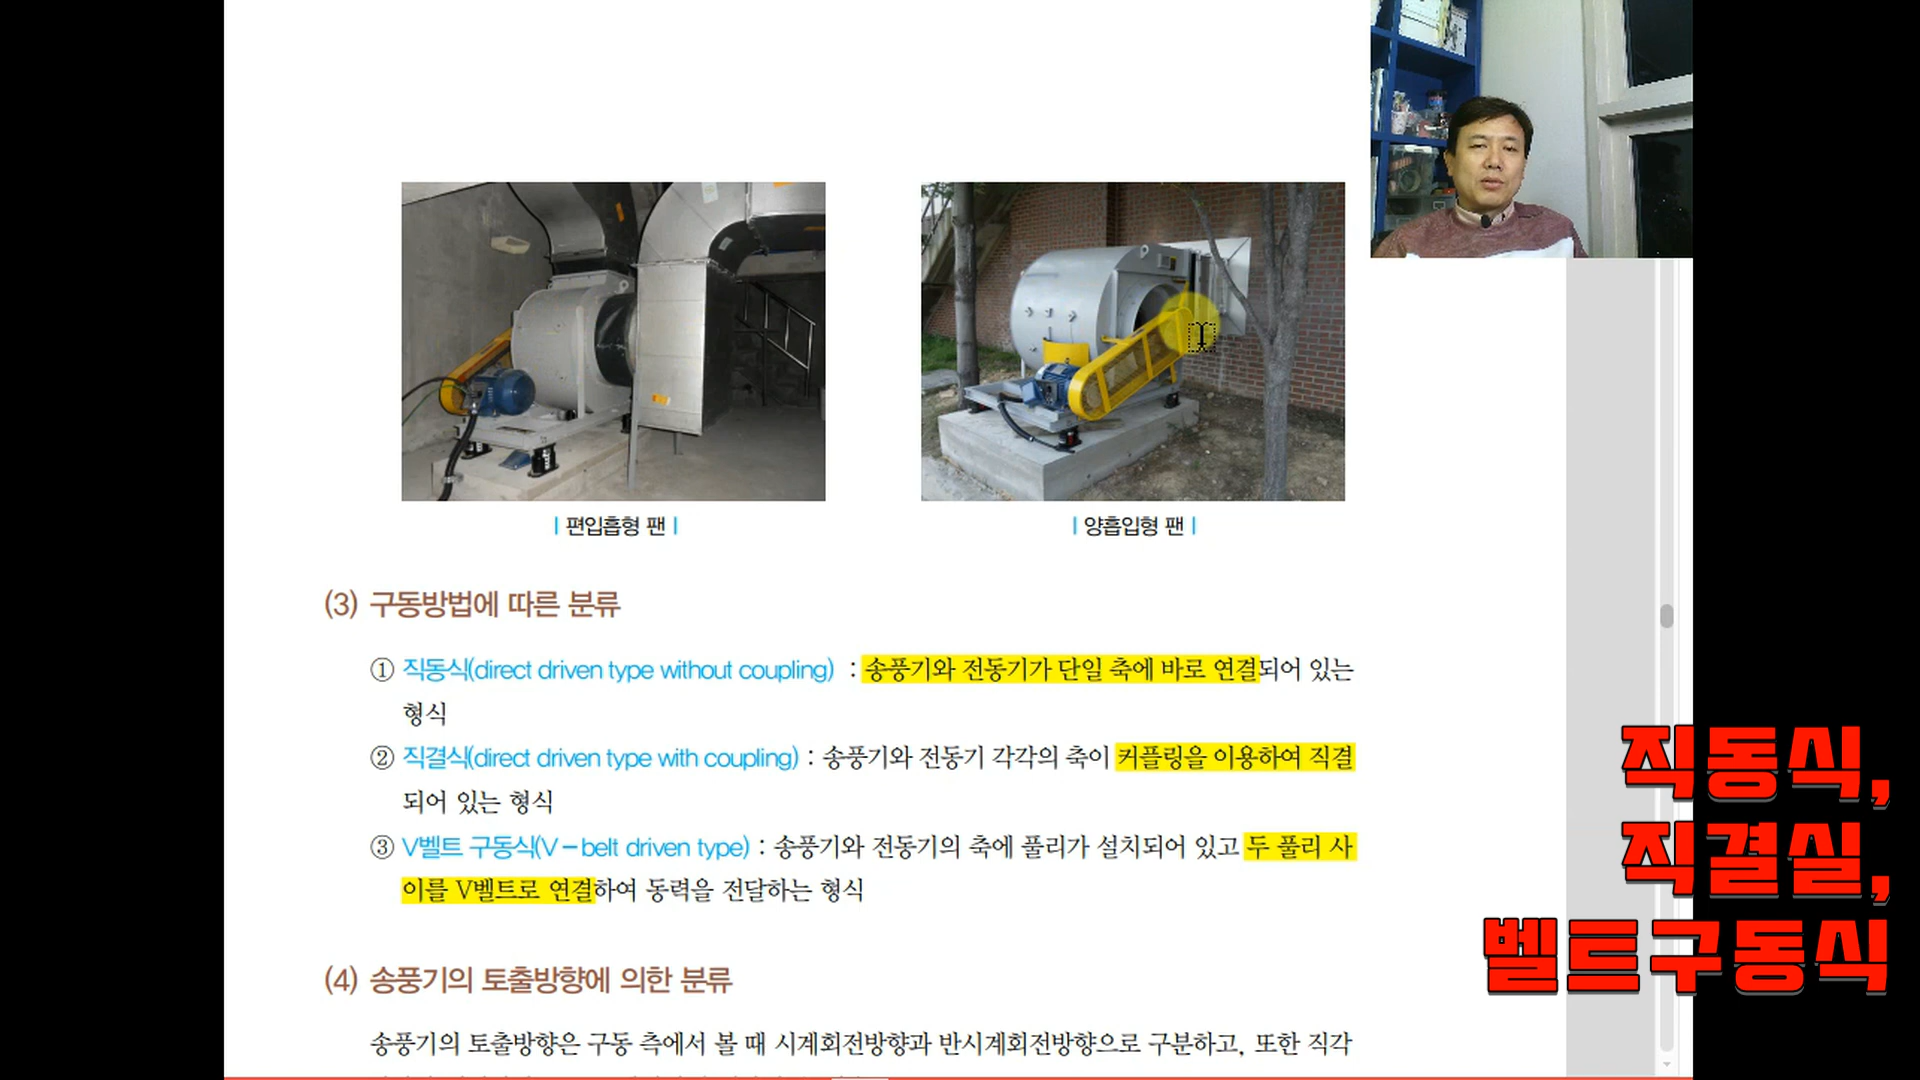 | 편입흡형 팬 |
| 양흡입형 팬 |
(3) 구동방법에 따른 분류
① 직동식(direct driven type without coupling) : 송풍기와 전동기가 단일 축에 바로 연결되어 있는
형식
② 직결식(direct driven type with coupling) : 송풍기와 전동기 각각의 축이 커플링을 이용하여 직결
되어 있는 형식
③ V벨트 구동식(V-belt driven type) : 송풍기와 전동기의 축에 풀리가 설치되어 있고 두 풀리 사
이를 V벨트로 연결하여 동력을 전달하는 형식
(4) 송풍기의 토출방향에 의한 분류
송풍기의 토출방향은 구동 측에서 볼 때 시계회전방향과 반시계회전방향으로 구분하고, 또한 직각
직동식,
직결실,
벨트구동식